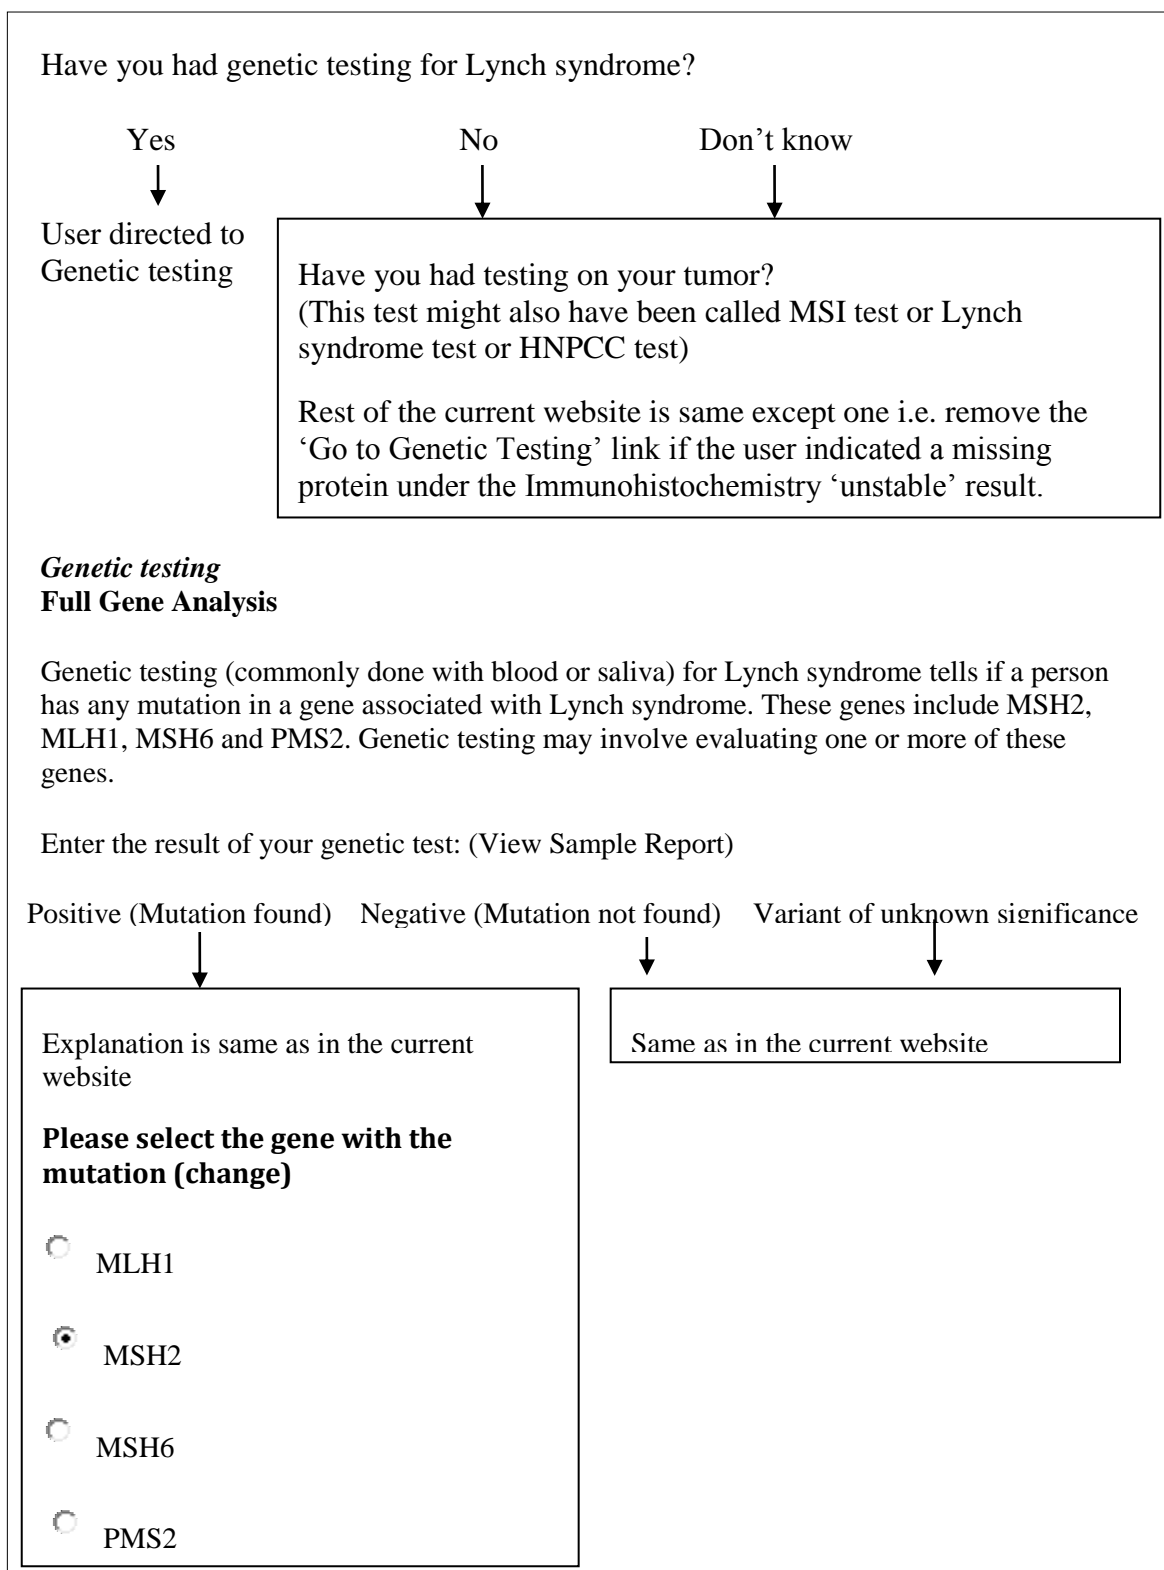 Have you had genetic testing for Lynch syndrome?
Yes No Don’t know
User directed to
Genetic testing
Have you had testing on your tumor?
(This test might also have been called MSI test or Lynch
syndrome test or HNPCC test)
Rest of the current website is same except one i.e. remove the
‘Go to Genetic Testing’ link if the user indicated a missing
protein under the Immunohistochemistry ‘unstable’ result.
Genetic testing
Full Gene Analysis
Genetic testing (commonly done with blood or saliva) for Lynch syndrome tells if a person
has any mutation in a gene associated with Lynch syndrome. These genes include MSH2,
MLH1, MSH6 and PMS2. Genetic testing may involve evaluating one or more of these
genes.
Enter the result of your genetic test: (View Sample Report)
Positive (Mutation found) Negative (Mutation not found) Variant of unknown significance
Explanation is same as in the current
website
Please select the gene with the
mutation (change)
MLH1
MSH2
MSH6
PMS2
Same as in the current website